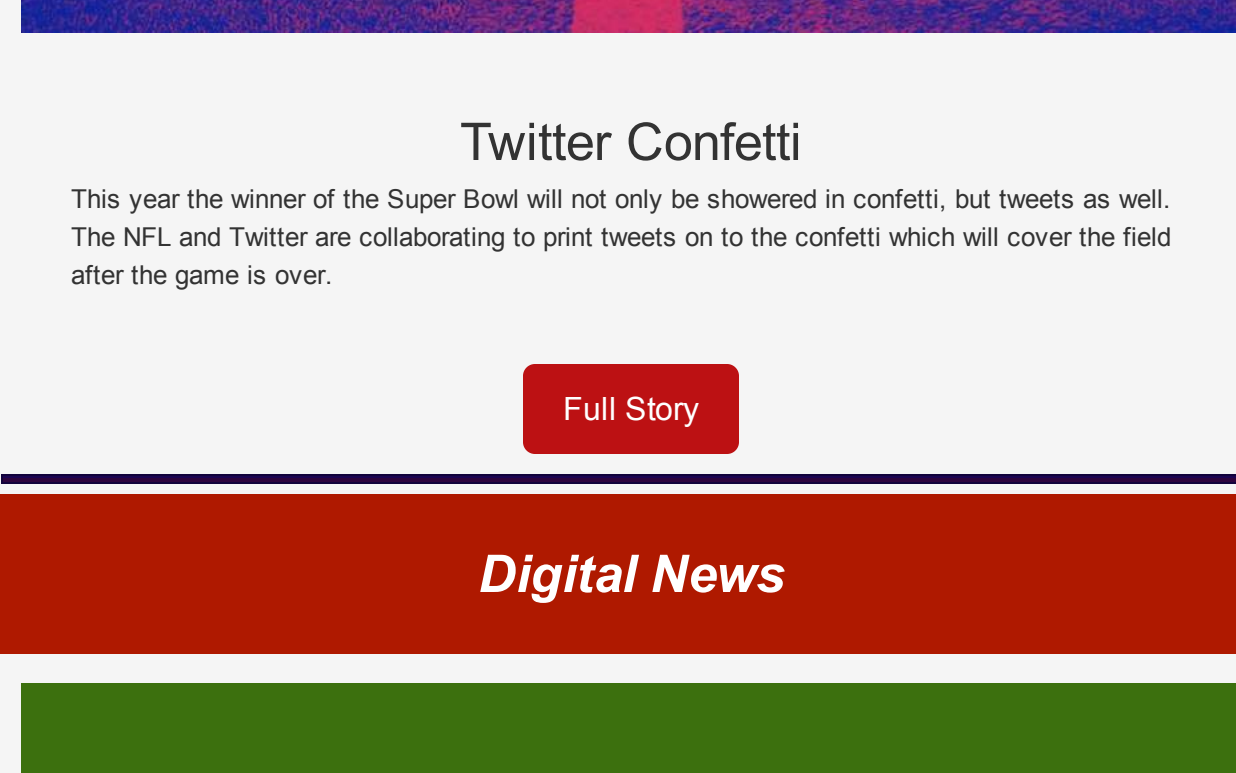 Twitter Confetti
This year the winner of the Super Bowl will not only be showered in confetti, but tweets as well.
The NFL and Twitter are collaborating to print tweets on to the confetti which will cover the field
after the game is over.
Full Story
Digital News